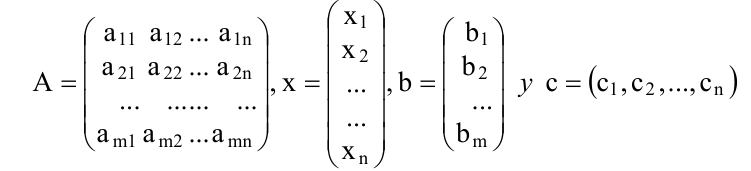 A = ( a₁₁ a₁₂ ... a₁ₙ
a₂₁ a₂₂ ... a₂ₙ
... ...... ...
aₘ₁ aₘ₂ ... aₘₙ ), x = ( x₁
x₂
...
...
xₙ ), b = ( b₁
b₂
...
bₘ ) y c = (c₁, c₂, ..., cₙ)